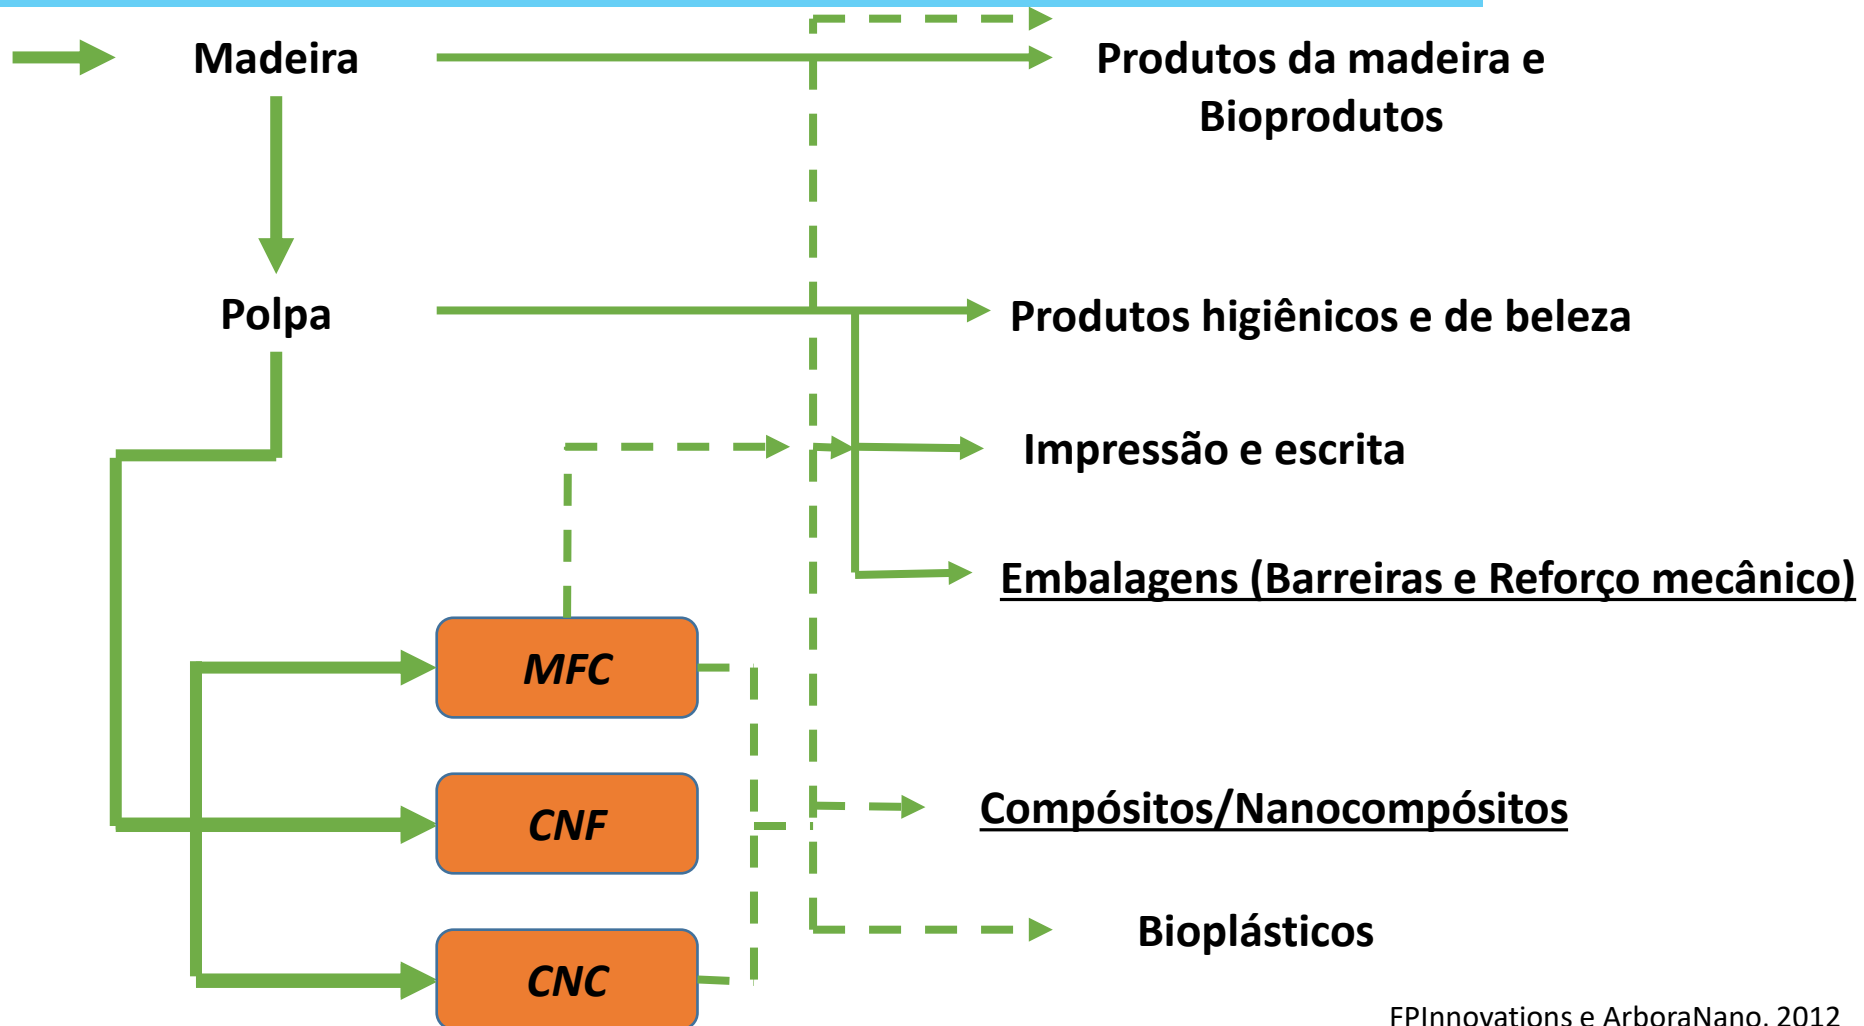 Madeira
Produtos da madeira e
Bioprodutos
Polpa
Produtos higiênicos e de beleza
Impressão e escrita
Embalagens (Barreiras e Reforço mecânico)
MFC
CNF
Compósitos/Nanocompósitos
Bioplásticos
CNC
FPInnovations e ArboraNano, 2012